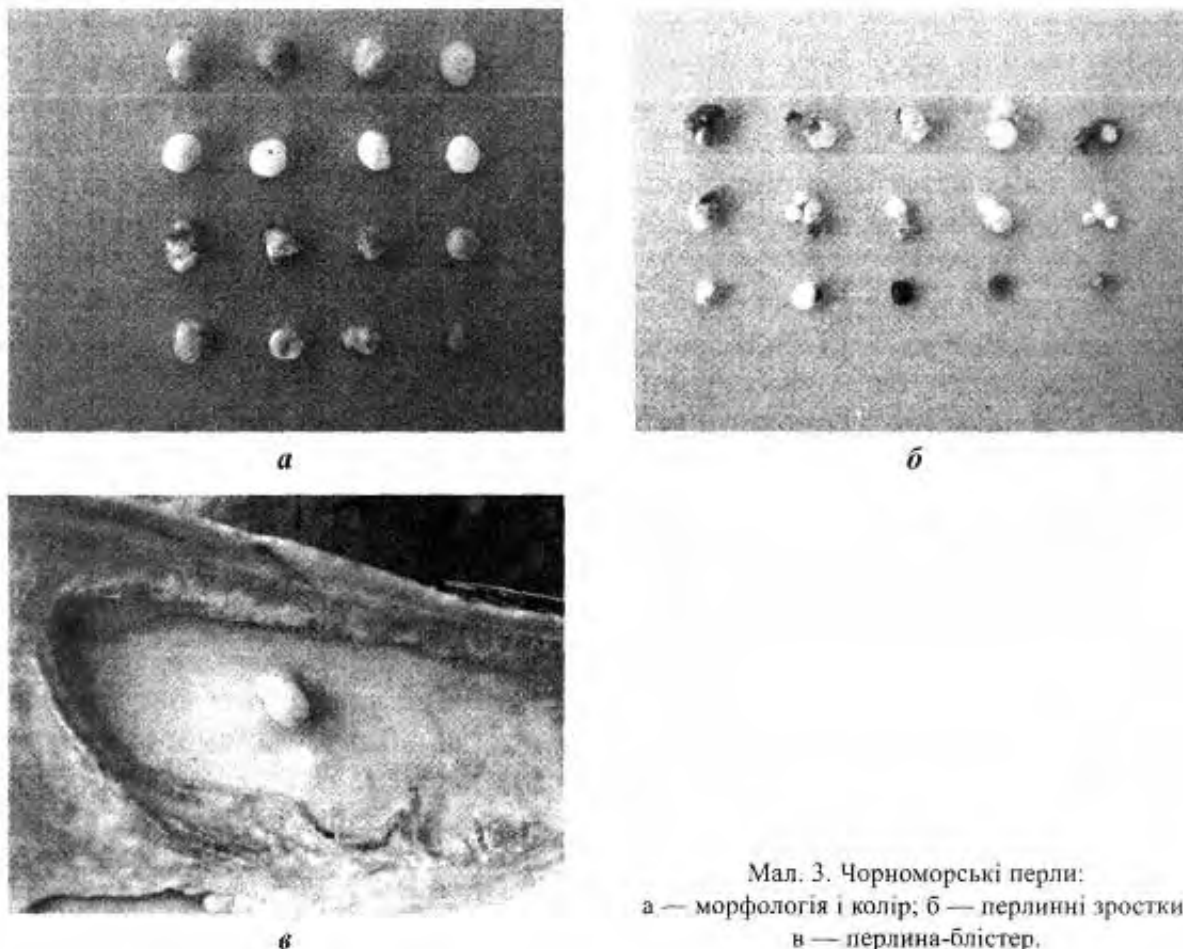 а
б
в
Мал. 3. Чорноморські перли:
а — морфологія і колір; б — перлинні зростки
в — перлина-блістер.